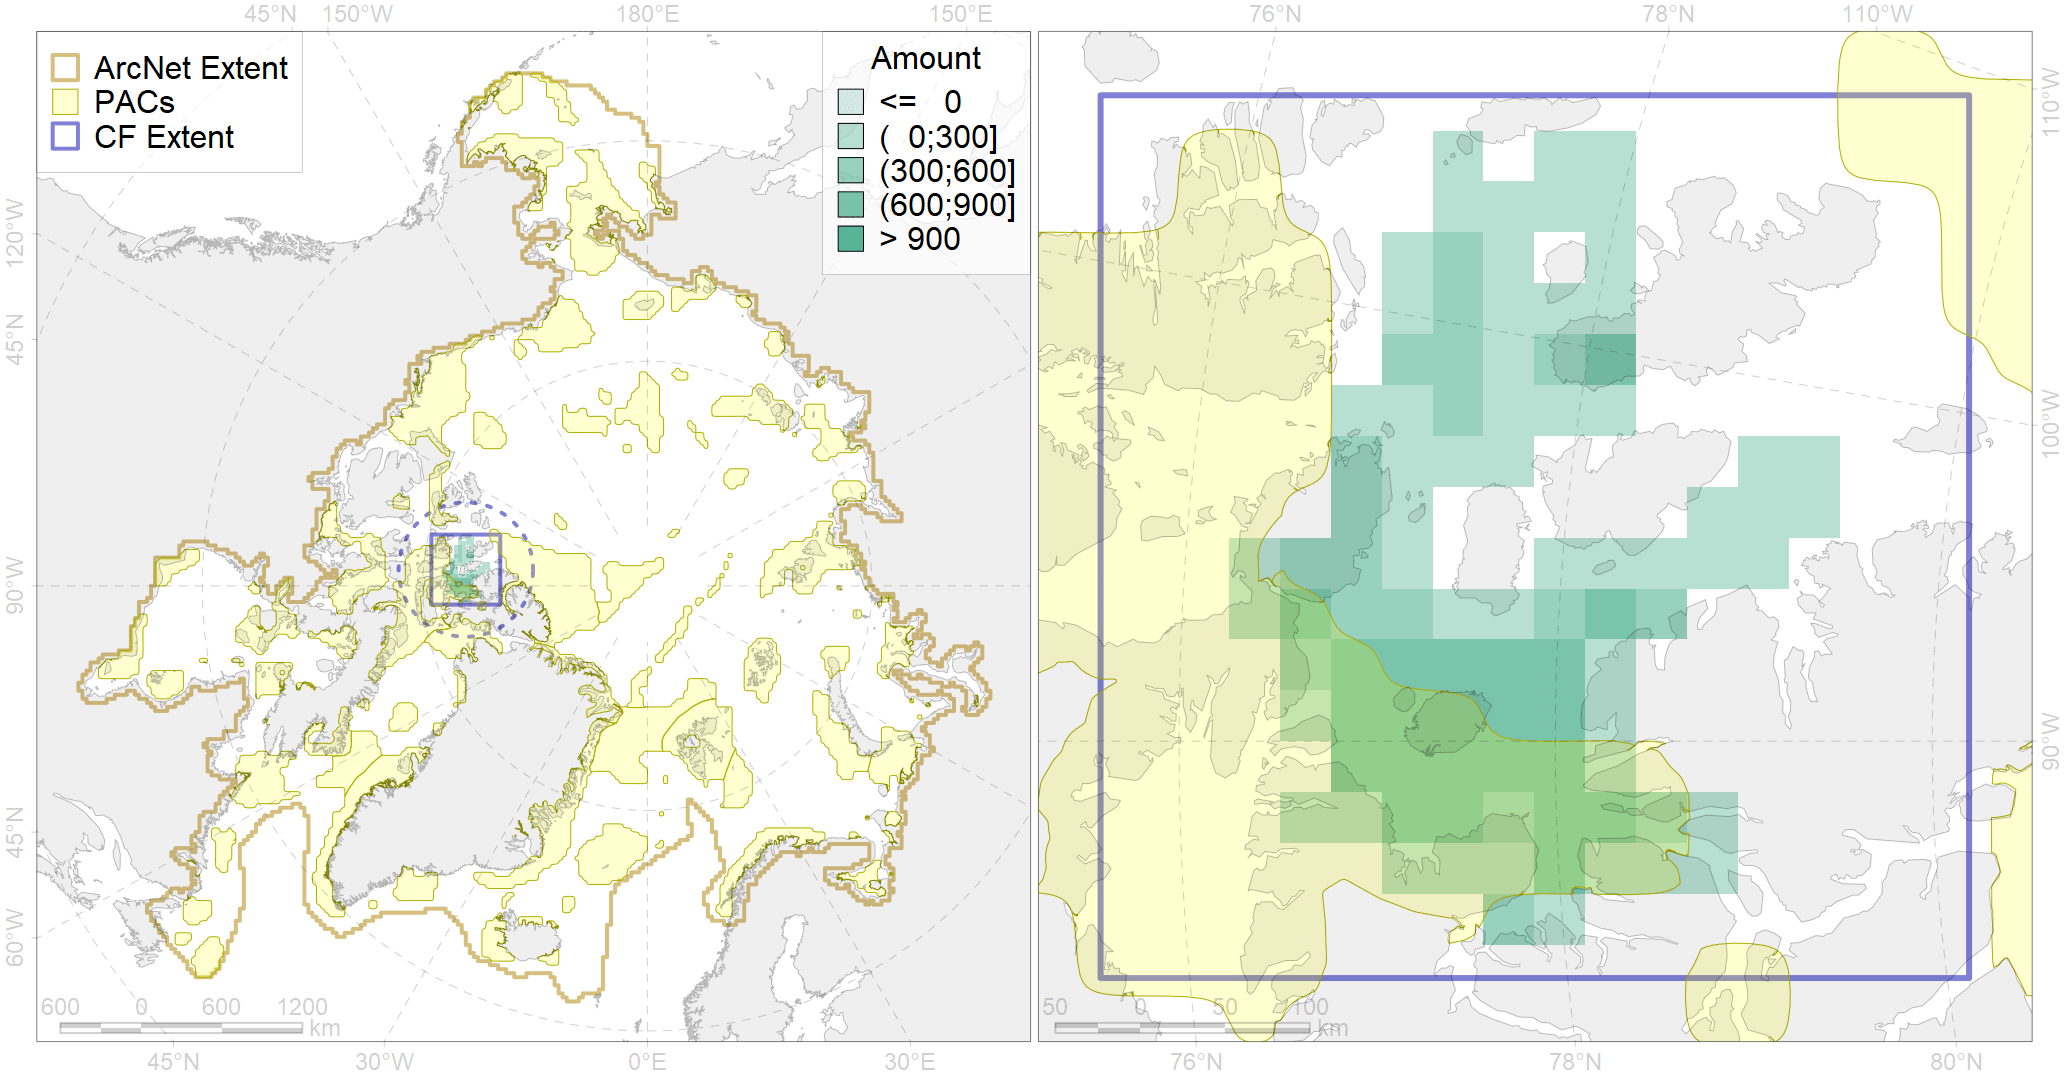 45°N 150°W 180°E 150°E 76°N 78°N 110°W
ArcNet Extent
PACs
CF Extent
Amount
<= 0
( 0;300]
(300;600]
(600;900]
> 900
120°W
45°N
90°W
45°N
60°W
110°W
100°W
90°W
600 0 600 1200
km
50 0 50 100
km
45°N 30°W 0°E 30°E 76°N 78°N 80°N